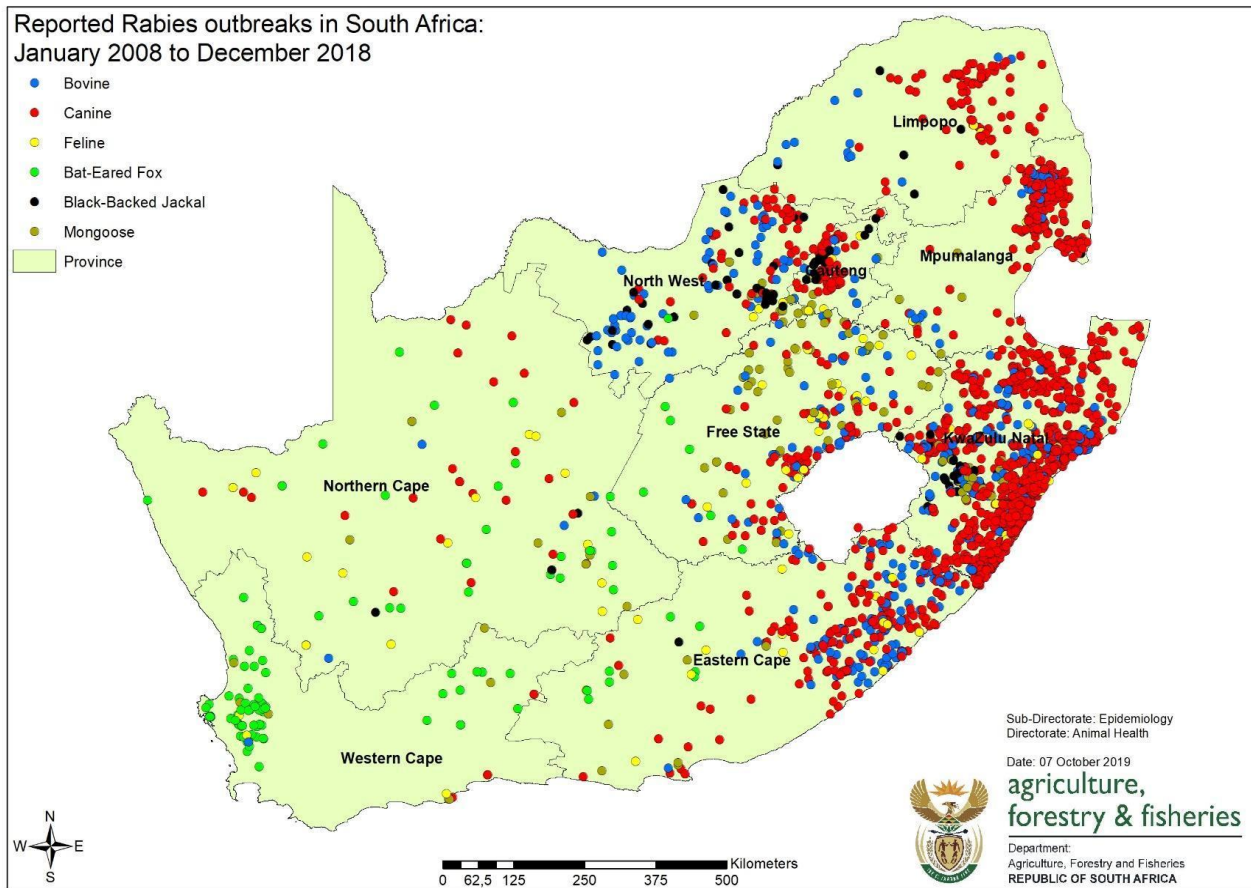 Reported Rabies outbreaks in South Africa:
January 2008 to December 2018
Bovine
Canine
Feline
Bat-Eared Fox
Black-Backed Jackal
Mongoose
Province
Limpopo
Mpumalanga
Gauteng
North West
Free State
KwaZulu Natal
Northern Cape
Eastern Cape
Western Cape
Sub-Directorate: Epidemiology
Directorate: Animal Health
Date: 07 October 2019
agriculture,
forestry & fisheries
Department:
Agriculture, Forestry and Fisheries
REPUBLIC OF SOUTH AFRICA
N
W E
S
Kilometers
0 62,5 125 250 375 500